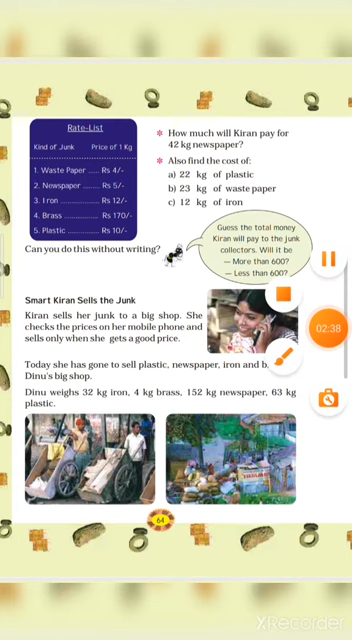 Rate-List
Kind of Junk Price of 1 Kg
1. Waste Paper ...... Rs 4/-
2. Newspaper ........ Rs 5/-
3. Iron ................ Rs 12/-
4. Brass ................ Rs 170/-
5. Plastic ................ Rs 10/-
* How much will Kiran pay for
42 kg newspaper?
* Also find the cost of:
a) 22 kg of plastic
b) 23 kg of waste paper
c) 12 kg of iron
Can you do this without writing?
Guess the total money
Kiran will pay to the junk
collectors. Will it be
— More than 600?
— Less than 600?
Smart Kiran Sells the Junk
Kiran sells her junk to a big shop. She
checks the prices on her mobile phone and
sells only when she gets a good price.
Today she has gone to sell plastic, newspaper, iron and b
Dinu's big shop.
Dinu weighs 32 kg iron, 4 kg brass, 152 kg newspaper, 63 kg
plastic.
64
02:38
XRecorder